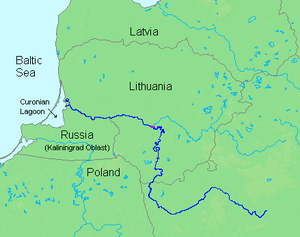 Latvia
Baltic
Sea
Lithuania
Curonian
Lagoon
Russia
(Kaliningrad Oblast)
Poland